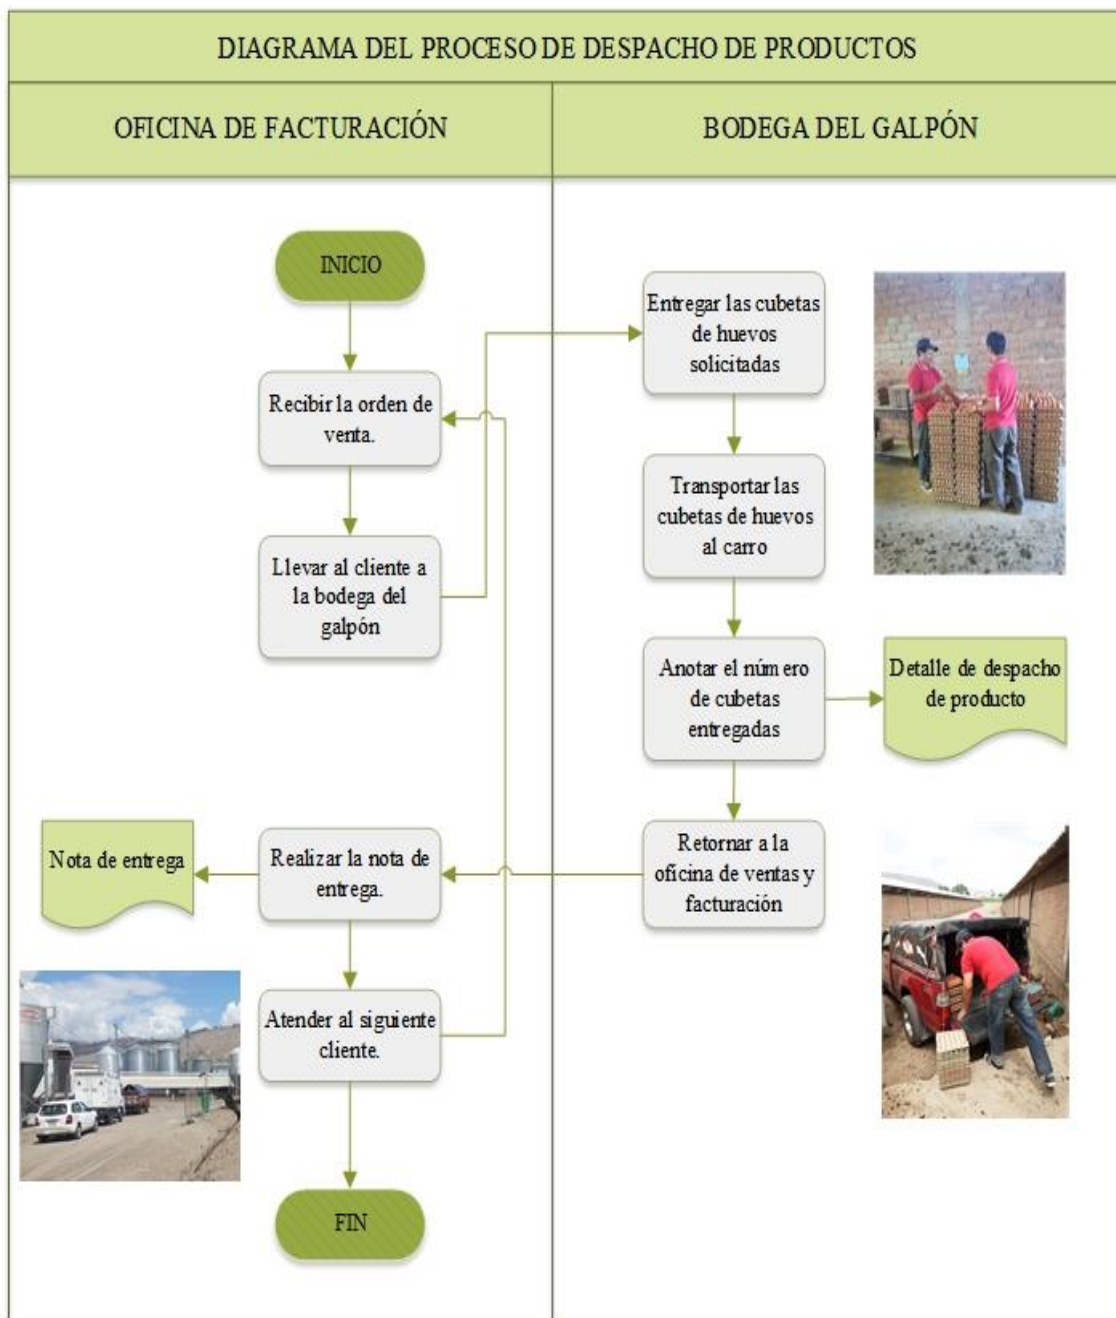 DIAGRAMA DEL PROCESO DE DESPACHO DE PRODUCTOS
OFICINA DE FACTURACIÓN
BODEGA DEL GALPÓN
INICIO
Recibir la orden de
venta.
Llevar al cliente a
la bodega del
galpón
Entregar las cubetas
de huevos
solicitadas
Transportar las
cubetas de huevos
al carro
Anotar el número
de cubetas
entregadas
Detalle de despacho
de producto
Retornar a la
oficina de ventas y
facturación
Realizar la nota de
entrega.
Nota de entrega
Atender al siguiente
cliente.
FIN